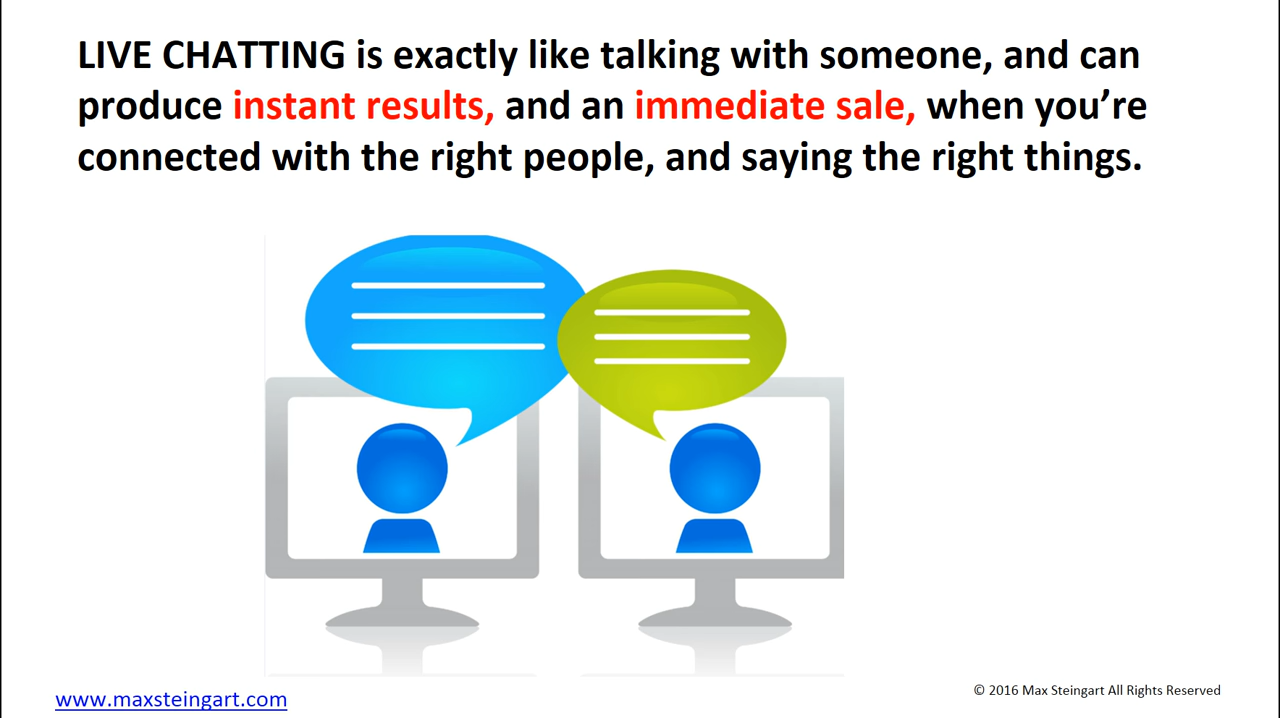 LIVE CHATTING is exactly like talking with someone, and can
produce instant results, and an immediate sale, when you’re
connected with the right people, and saying the right things.
www.maxsteingart.com
© 2016 Max Steingart All Rights Reserved